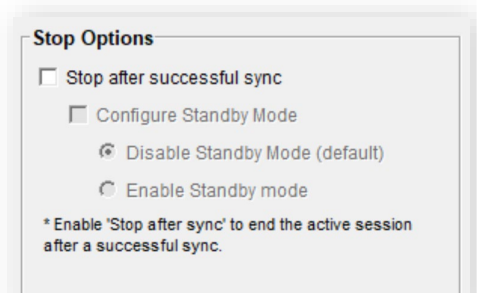 Stop Options
Stop after successful sync
Configure Standby Mode
Disable Standby Mode (default)
Enable Standby mode
* Enable 'Stop after sync' to end the active session
after a successful sync.